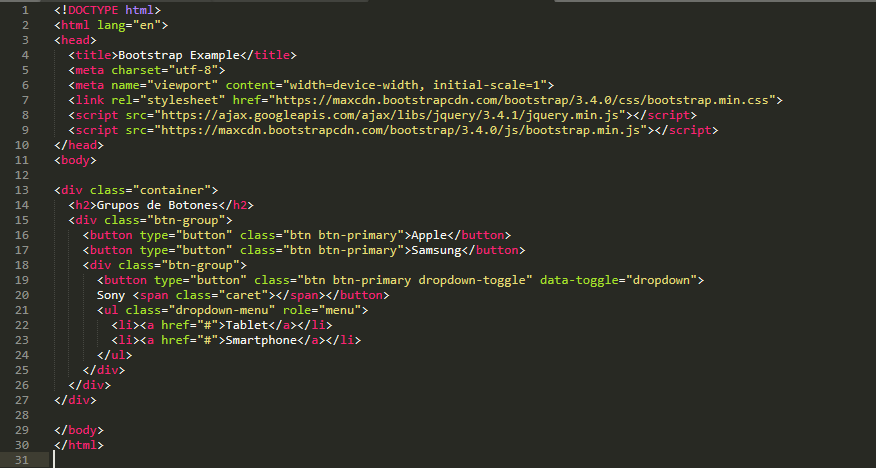 1 <!DOCTYPE html>
2 <html lang="en">
3 <head>
4   <title>Bootstrap Example</title>
5   <meta charset="utf-8">
6   <meta name="viewport" content="width=device-width, initial-scale=1">
7   <link rel="stylesheet" href="https://maxcdn.bootstrapcdn.com/bootstrap/3.4.0/css/bootstrap.min.css">
8   <script src="https://ajax.googleapis.com/ajax/libs/jquery/3.4.1/jquery.min.js"></script>
9   <script src="https://maxcdn.bootstrapcdn.com/bootstrap/3.4.0/js/bootstrap.min.js"></script>
10 </head>
11 <body>
12
13 <div class="container">
14   <h2>Grupos de Botones</h2>
15   <div class="btn-group">
16     <button type="button" class="btn btn-primary">Apple</button>
17     <button type="button" class="btn btn-primary">Samsung</button>
18     <div class="btn-group">
19       <button type="button" class="btn btn-primary dropdown-toggle" data-toggle="dropdown">
20       Sony <span class="caret"></span></button>
21       <ul class="dropdown-menu" role="menu">
22         <li><a href="#">Tablet</a></li>
23         <li><a href="#">Smartphone</a></li>
24       </ul>
25     </div>
26   </div>
27 </div>
28
29 </body>
30 </html>
31